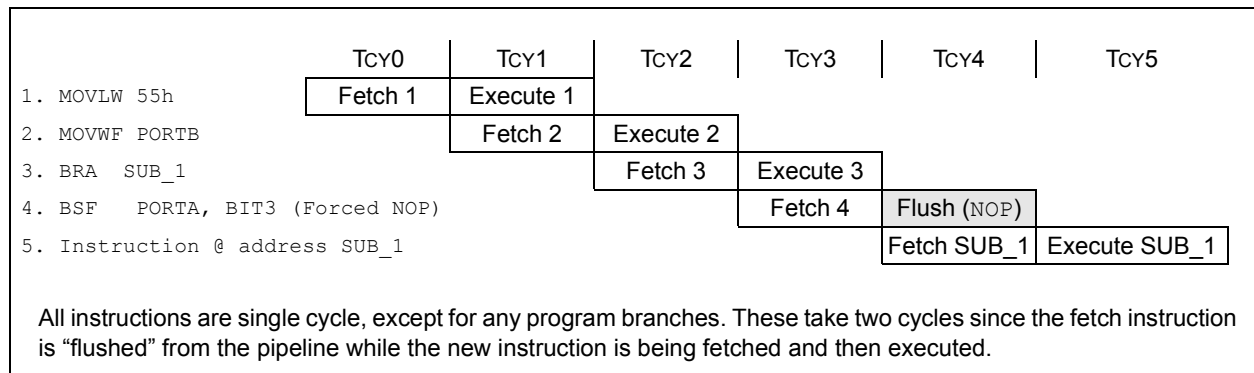 TCY0 TCY1 TCY2 TCY3 TCY4 TCY5
1. MOVLW 55h Fetch 1 Execute 1
2. MOVWF PORTB Fetch 2 Execute 2
3. BRA SUB_1 Fetch 3 Execute 3
4. BSF PORTA, BIT3 (Forced NOP) Fetch 4 Flush (NOP)
5. Instruction @ address SUB_1 Fetch SUB_1 Execute SUB_1
All instructions are single cycle, except for any program branches. These take two cycles since the fetch instruction
is “flushed” from the pipeline while the new instruction is being fetched and then executed.